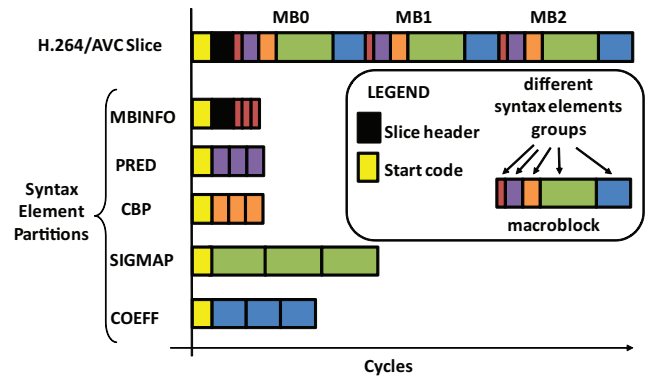 MB0 MB1 MB2
H.264/AVC Slice
LEGEND
Slice header
Start code
different
syntax elements
groups
macroblock
Syntax
Element
Partitions
MBINFO
PRED
CBP
SIGMAP
COEFF
Cycles